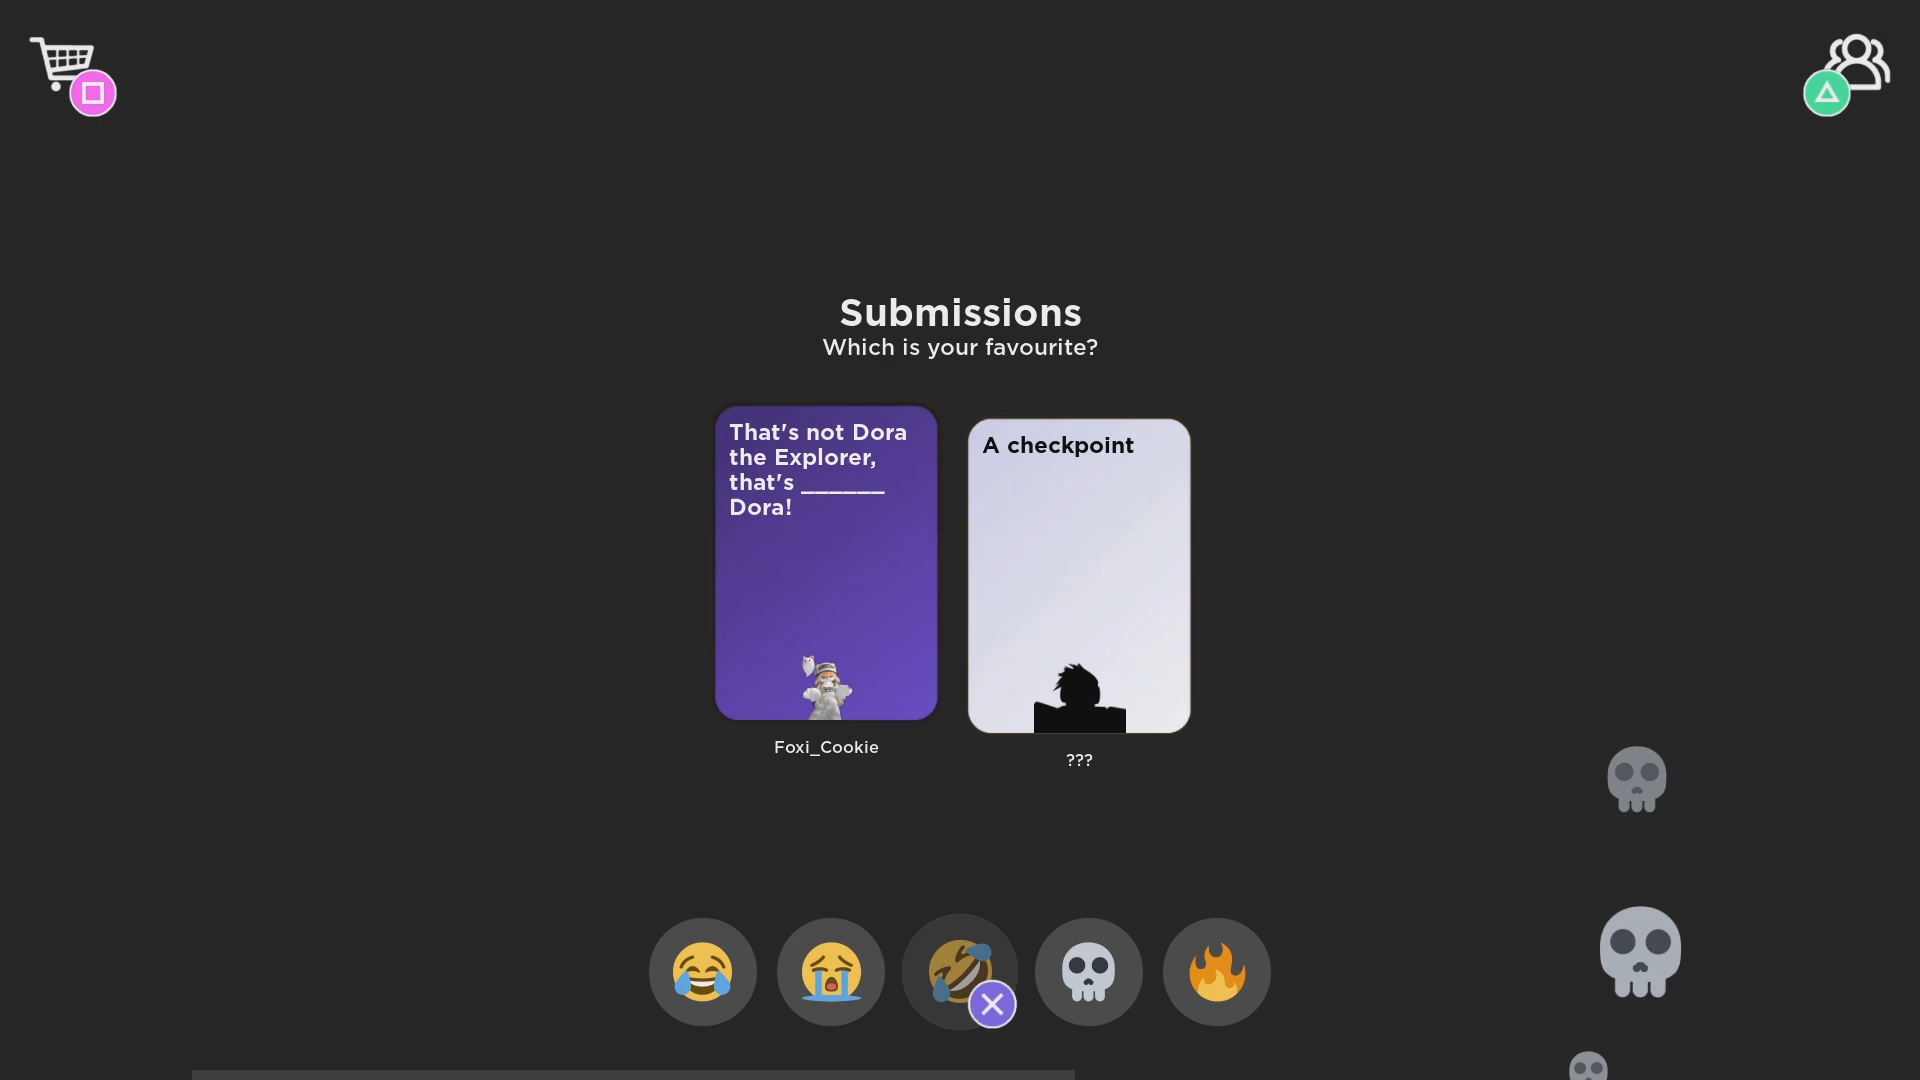 Submissions
Which is your favourite?
That's not Dora
the Explorer,
that's ______
Dora!
A checkpoint
Foxi_Cookie
???